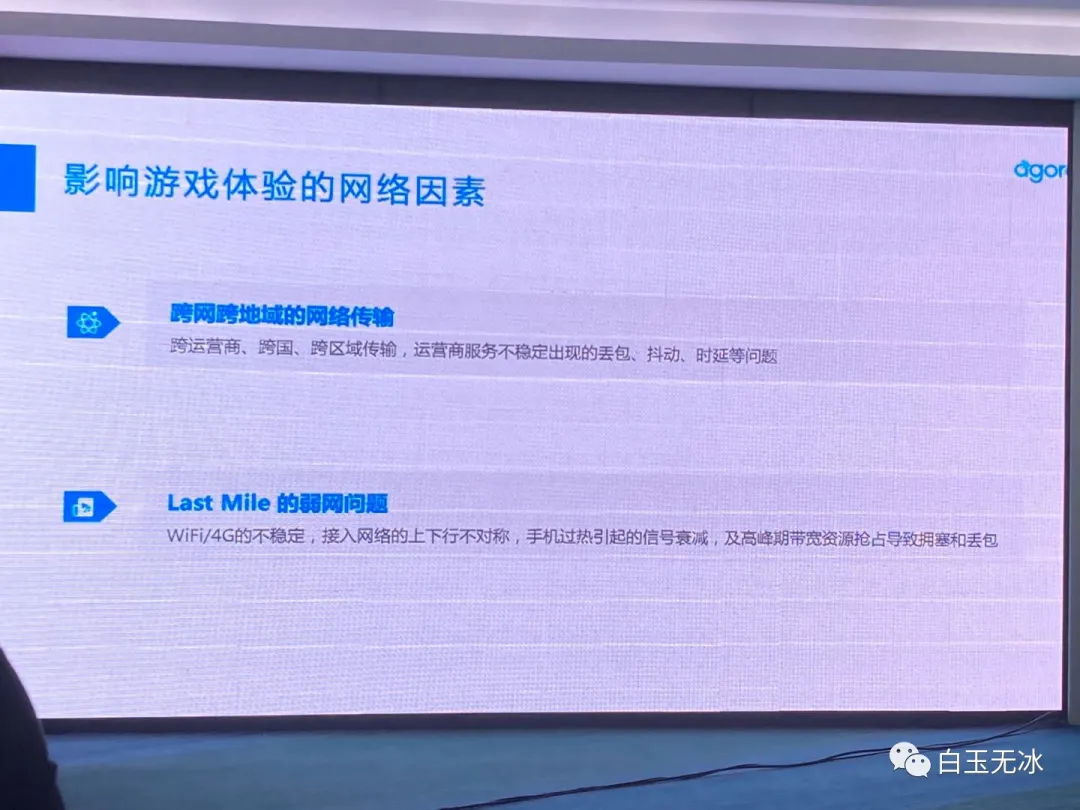 影响游戏体验的网络因素
agor
跨网跨地域的网络传输
跨运营商、跨国、跨区域传输，运营商服务不稳定出现的丢包、抖动、时延等问题
Last Mile 的弱网问题
WiFi/4G的不稳定，接入网络的上下行不对称，手机过热引起的信号衰减，及高峰期带宽资源抢占导致拥塞和丢包
白玉无冰